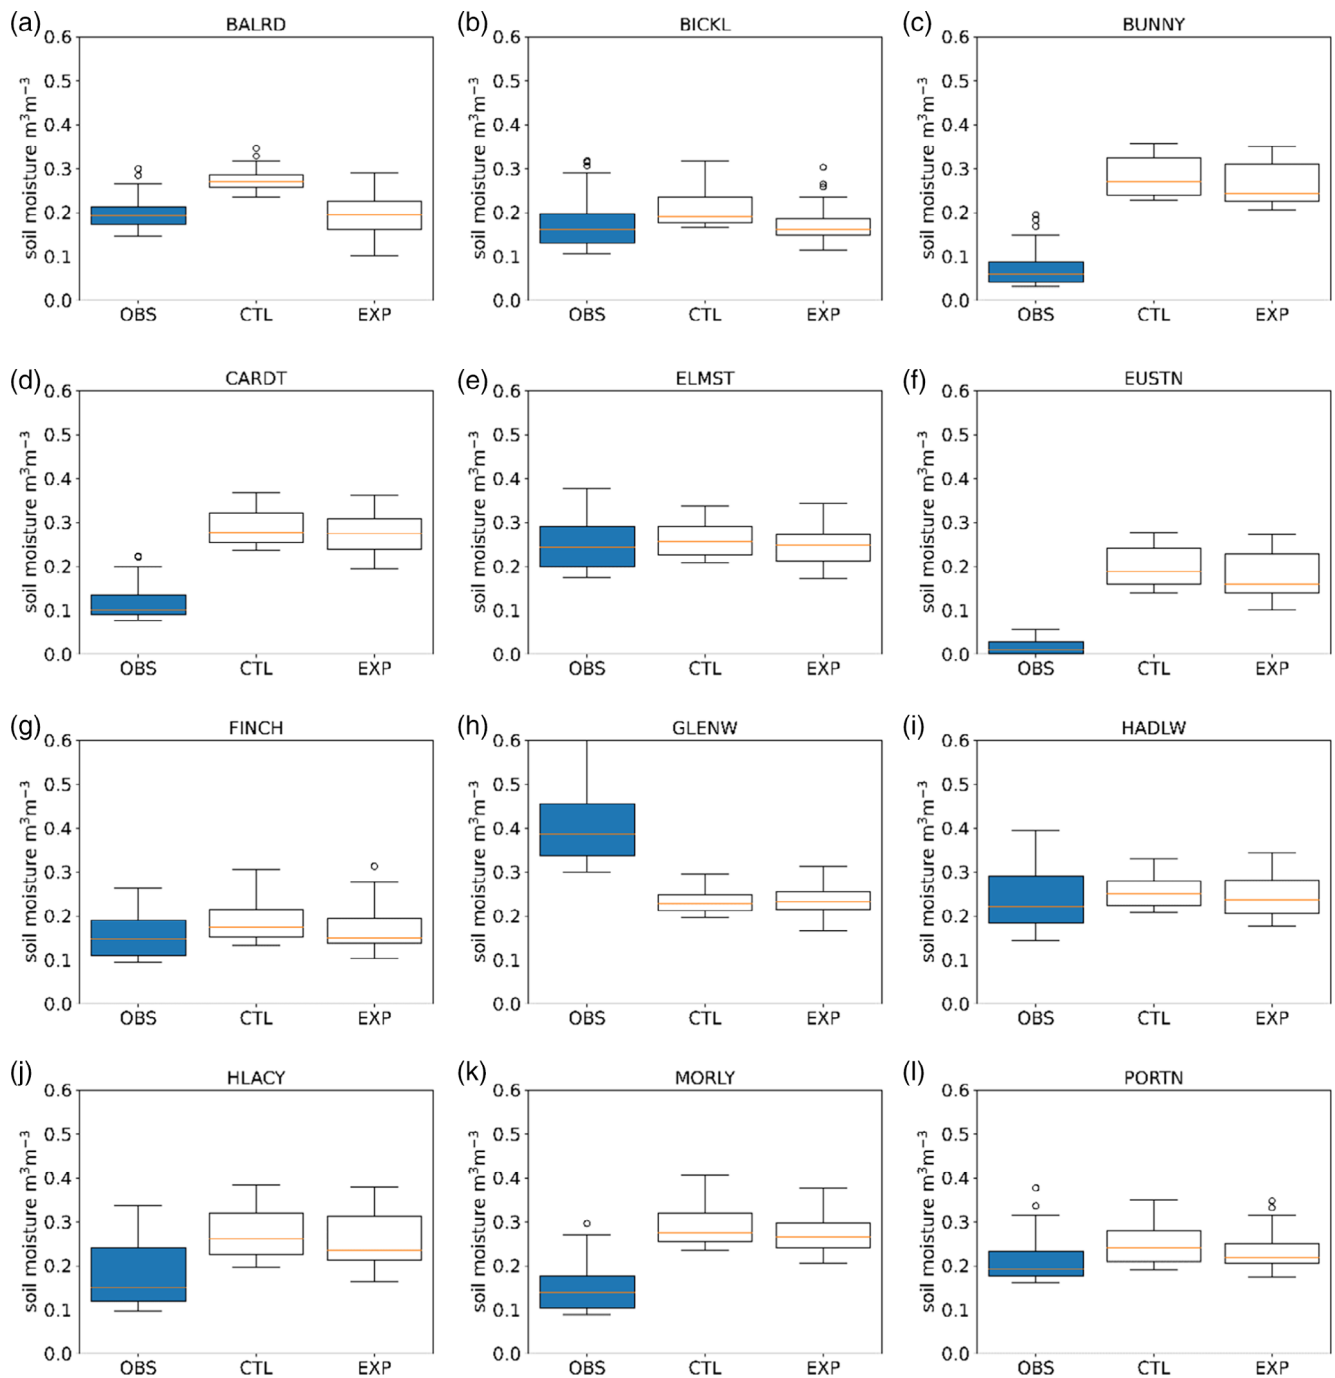 (a) BALRD
soil moisture m³m⁻³
0.6
0.5
0.4
0.3
0.2
0.1
0.0
OBS CTL EXP
(b) BICKL
soil moisture m³m⁻³
0.6
0.5
0.4
0.3
0.2
0.1
0.0
OBS CTL EXP
(c) BUNNY
soil moisture m³m⁻³
0.6
0.5
0.4
0.3
0.2
0.1
0.0
OBS CTL EXP
(d) CARDT
soil moisture m³m⁻³
0.6
0.5
0.4
0.3
0.2
0.1
0.0
OBS CTL EXP
(e) ELMST
soil moisture m³m⁻³
0.6
0.5
0.4
0.3
0.2
0.1
0.0
OBS CTL EXP
(f) EUSTN
soil moisture m³m⁻³
0.6
0.5
0.4
0.3
0.2
0.1
0.0
OBS CTL EXP
(g) FINCH
soil moisture m³m⁻³
0.6
0.5
0.4
0.3
0.2
0.1
0.0
OBS CTL EXP
(h) GLENW
soil moisture m³m⁻³
0.6
0.5
0.4
0.3
0.2
0.1
0.0
OBS CTL EXP
(i) HADLW
soil moisture m³m⁻³
0.6
0.5
0.4
0.3
0.2
0.1
0.0
OBS CTL EXP
(j) HLACY
soil moisture m³m⁻³
0.6
0.5
0.4
0.3
0.2
0.1
0.0
OBS CTL EXP
(k) MORLY
soil moisture m³m⁻³
0.6
0.5
0.4
0.3
0.2
0.1
0.0
OBS CTL EXP
(l) PORTN
soil moisture m³m⁻³
0.6
0.5
0.4
0.3
0.2
0.1
0.0
OBS CTL EXP